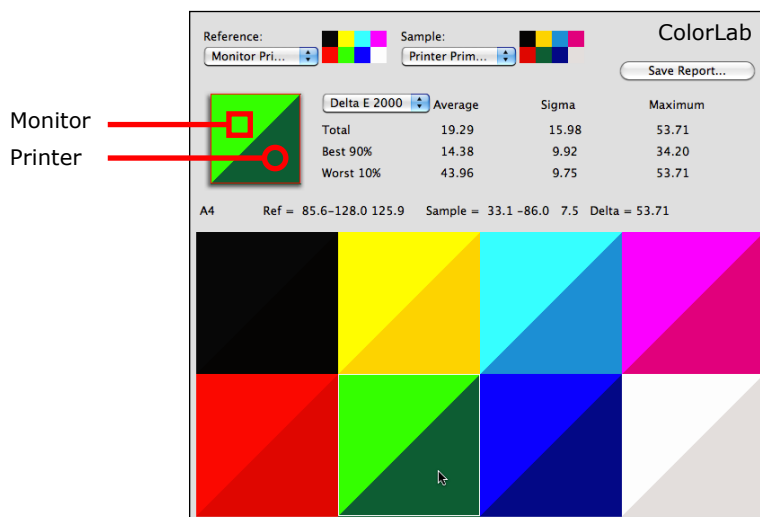 Reference:
Sample:
ColorLab
Monitor Pri...
Printer Prim...
Save Report...
Monitor
Printer
Delta E 2000 Average Sigma Maximum
Total 19.29 15.98 53.71
Best 90% 14.38 9.92 34.20
Worst 10% 43.96 9.75 53.71
A4 Ref = 85.6-128.0 125.9 Sample = 33.1 -86.0 7.5 Delta = 53.71